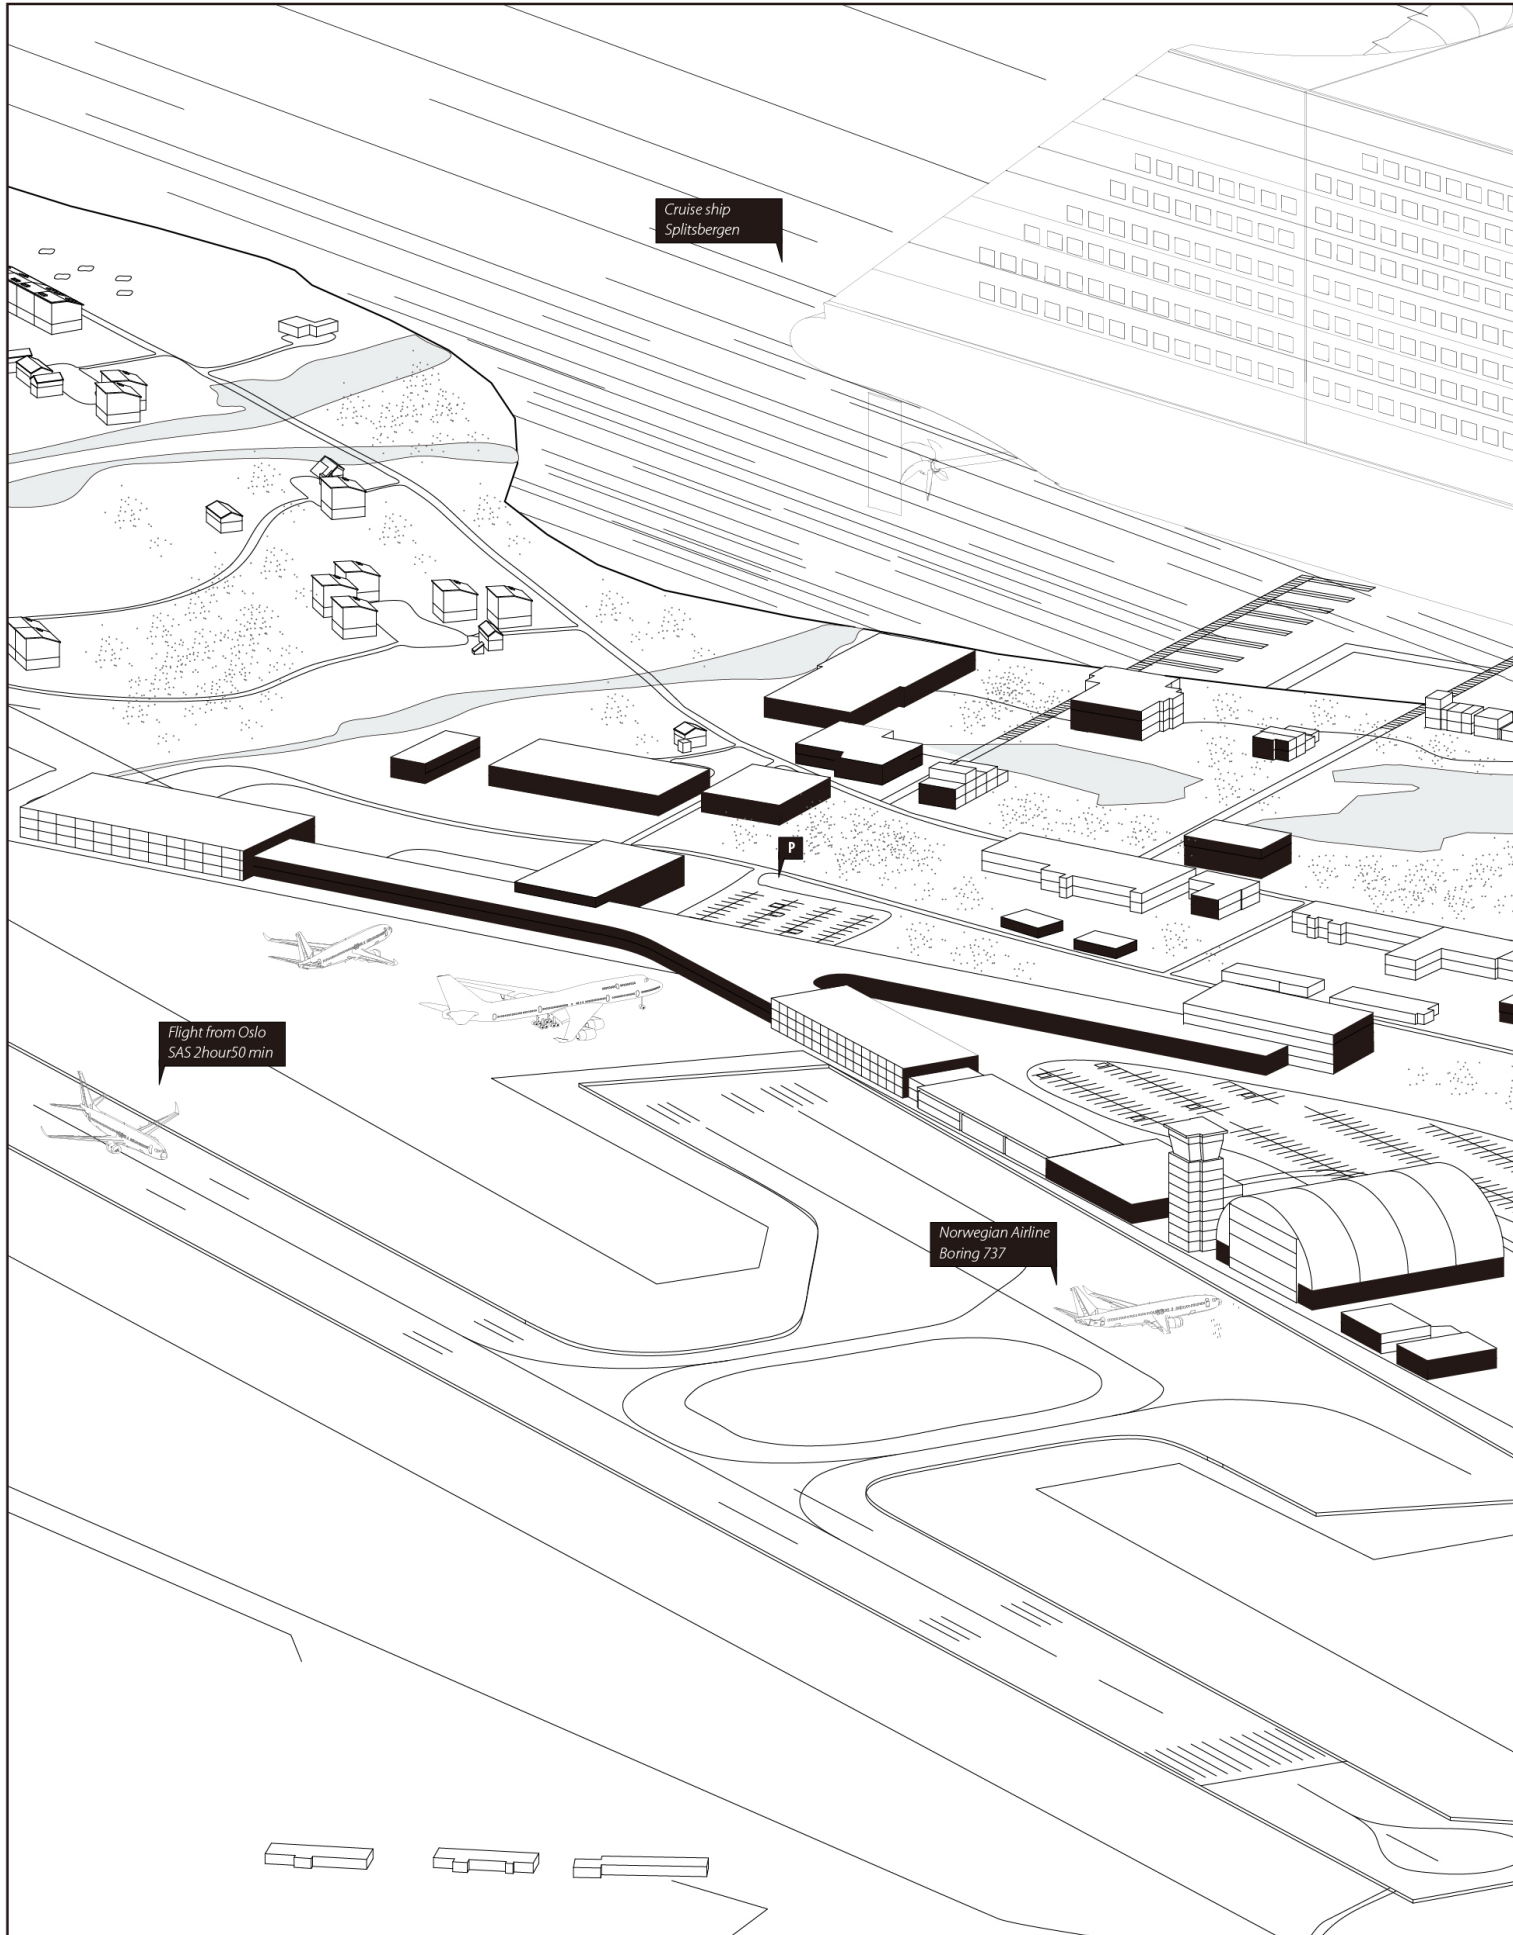 Cruise ship
Splitsbergen
P
Flight from Oslo
SAS 2hour50 min
Norwegian Airline
Boring 737